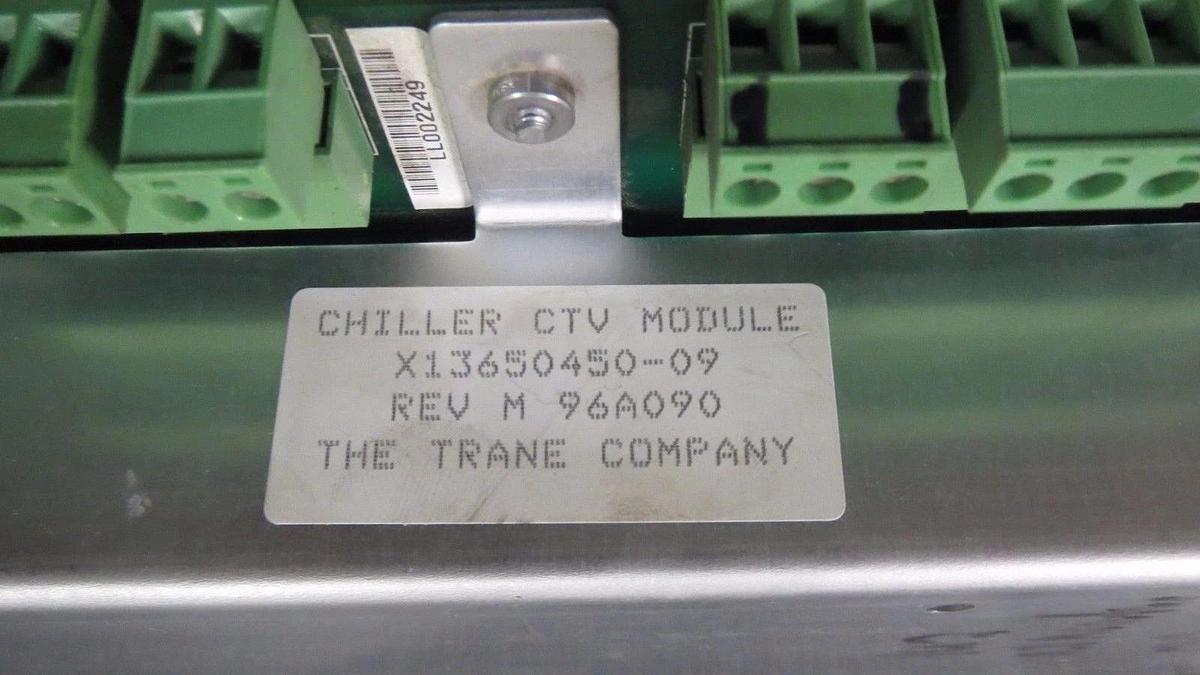 LL002249
CHILLER CTV MODULE
X13650450-09
REV M 96A090
THE TRANE COMPANY